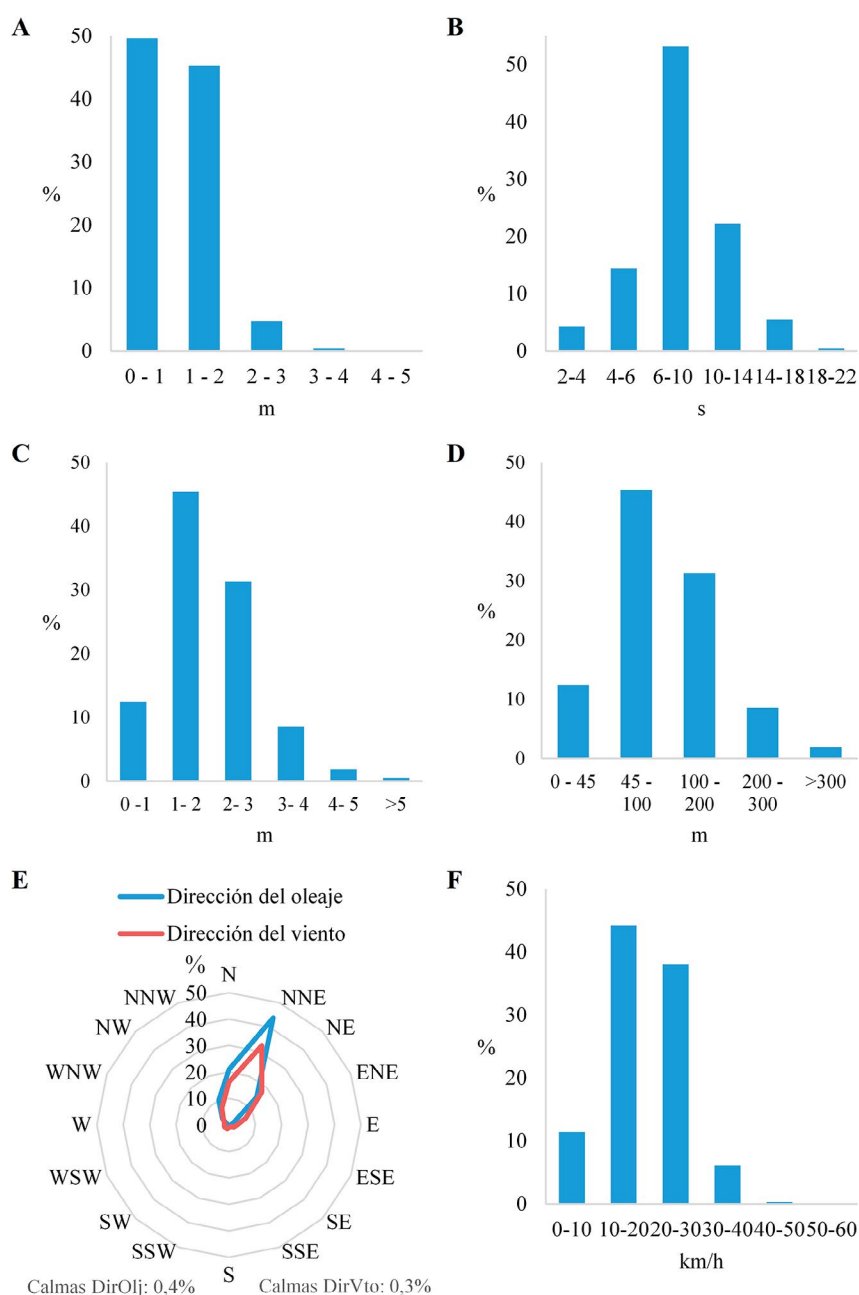 A
50
40
30
%
20
10
0
0 - 1 1 - 2 2 - 3 3 - 4 4 - 5
m
B
50
40
%
30
20
10
0
2-4 4-6 6-10 10-14 14-18 18-22
s
C
50
40
30
%
20
10
0
0 -1 1- 2 2- 3 3- 4 4- 5 >5
m
D
50
40
30
%
20
10
0
0 - 45 45 - 100 - 200 - >300
100 200 300
m
E
Dirección del oleaje
Dirección del viento
%
N
NNW NNE
NW NE
WNW ENE
W E
WSW ESE
SW SE
SSW SSE
S
50
40
30
20
10
0
Calmas DirOlj: 0,4% Calmas DirVto: 0,3%
F
50
40
30
%
20
10
0
0-10 10-20 20-30 30-40 40-50 50-60
km/h